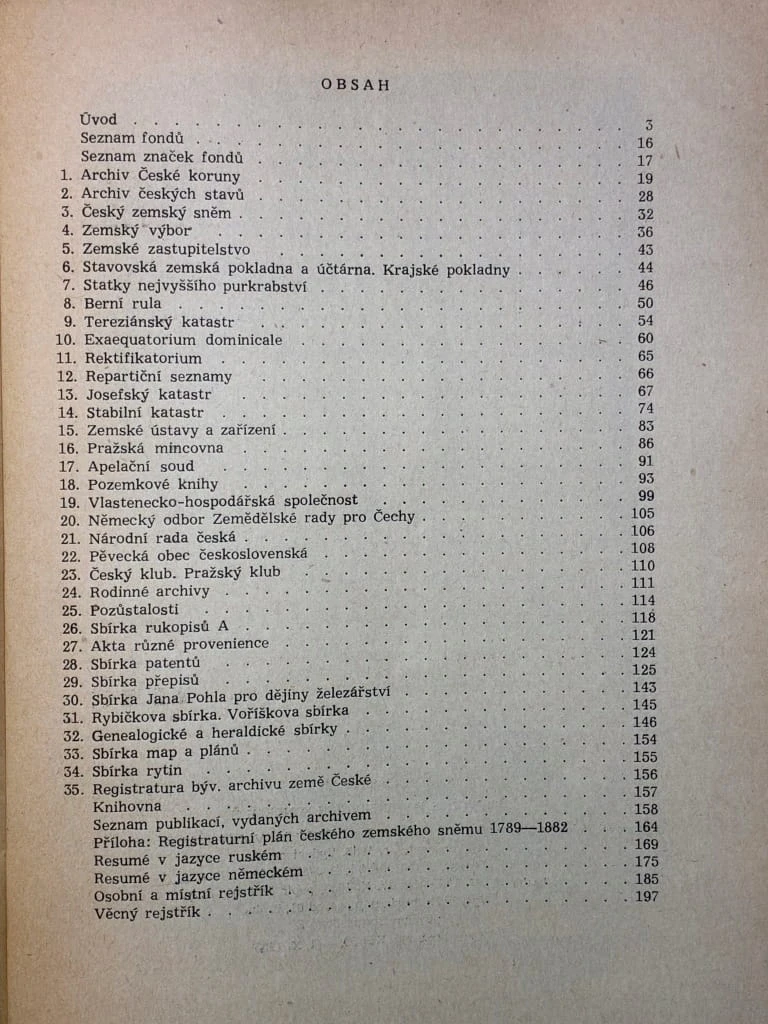 OBSAH
Úvod . . . . . . . . . . 3
Seznam fondů . . . . . . . . . . 16
Seznam značek fondů . . . . . . . . . . 17
1. Archiv České koruny . . . . . . . . . . 19
2. Archiv českých stavů . . . . . . . . . . 28
3. Český zemský sněm . . . . . . . . . . 32
4. Zemský výbor . . . . . . . . . . 36
5. Zemské zastupitelstvo . . . . . . . . . . 43
6. Stavovská zemská pokladna a účtárna. Krajské pokladny . . . . . . 44
7. Statky nejvyššího purkrabství . . . . . . . . . . 46
8. Berní rula . . . . . . . . . . 50
9. Tereziánský katastr . . . . . . . . . . 54
10. Exaequatorium dominicale . . . . . . . . . . 60
11. Rektifikatorium . . . . . . . . . . 65
12. Repartiční seznamy . . . . . . . . . . 66
13. Josefský katastr . . . . . . . . . . 67
14. Stabilní katastr . . . . . . . . . . 74
15. Zemské ústavy a zařízení . . . . . . . . . . 83
16. Pražská mincovna . . . . . . . . . . 86
17. Apelační soud . . . . . . . . . . 91
18. Pozemkové knihy . . . . . . . . . . 93
19. Vlastenecko-hospodářská společnost . . . . . . . . . . 99
20. Německý odbor Zemědělské rady pro Čechy . . . . . . . . . . 105
21. Národní rada česká . . . . . . . . . . 106
22. Pěvecká obec československá . . . . . . . . . . 108
23. Český klub. Pražský klub . . . . . . . . . . 110
24. Rodinné archivy . . . . . . . . . . 111
25. Pozůstalosti . . . . . . . . . . 114
26. Sbírka rukopisů A . . . . . . . . . . 118
27. Akta různé provenience . . . . . . . . . . 121
28. Sbírka patentů . . . . . . . . . . 124
29. Sbírka přepisů . . . . . . . . . . 125
30. Sbírka Jana Pohla pro dějiny železářství . . . . . . . . . . 143
31. Rybičkova sbírka. Voříškova sbírka . . . . . . . . . . 145
32. Genealogické a heraldické sbírky . . . . . . . . . . 146
33. Sbírka map a plánů . . . . . . . . . . 154
34. Sbírka rytin . . . . . . . . . . 155
35. Registratura býv. archivu země České . . . . . . . . . . 156
Knihovna . . . . . . . . . . 157
Seznam publikací, vydaných archivem . . . . . . . . . . 158
Příloha: Registraturní plán českého zemského sněmu 1789—1882 . . . 164
Resumé v jazyce ruském . . . . . . . . . . 169
Resumé v jazyce německém . . . . . . . . . . 175
Osobní a místní rejstřík . . . . . . . . . . 185
Věcný rejstřík . . . . . . . . . . 197